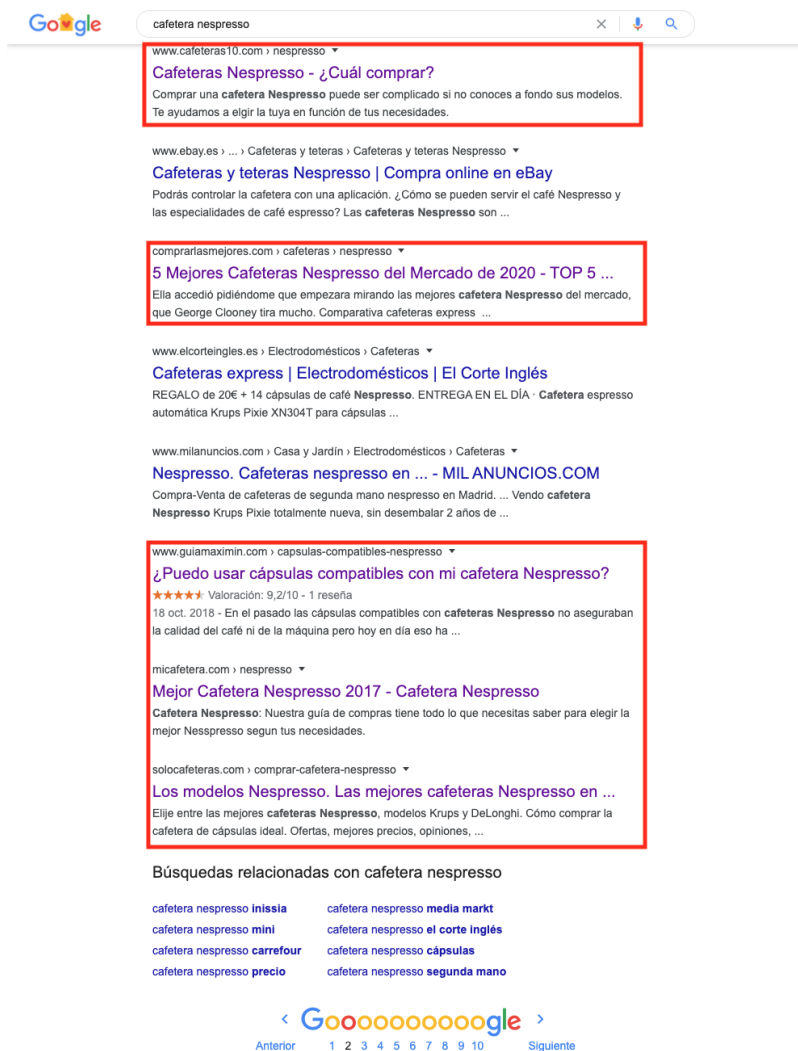 Google
cafetera nespresso
www.cafeteras10.com › nespresso
Cafeteras Nespresso - ¿Cuál comprar?
Comprar una cafetera Nespresso puede ser complicado si no conoces a fondo sus modelos.
Te ayudamos a elgir la tuya en función de tus necesidades.
www.ebay.es › ... › Cafeteras y teteras › Cafeteras y teteras Nespresso
Cafeteras y teteras Nespresso | Compra online en eBay
Podrás controlar la cafetera con una aplicación. ¿Cómo se pueden servir el café Nespresso y
las especialidades de café espresso? Las cafeteras Nespresso son ...
comprarlasmejores.com › cafeteras › nespresso
5 Mejores Cafeteras Nespresso del Mercado de 2020 - TOP 5 ...
Ella accedió pidiéndome que empezara mirando las mejores cafetera Nespresso del mercado,
que George Clooney tira mucho. Comparativa cafeteras express ...
www.elcorteingles.es › Electrodomésticos › Cafeteras
Cafeteras express | Electrodomésticos | El Corte Inglés
REGALO de 20€ + 14 cápsulas de café Nespresso. ENTREGA EN EL DÍA · Cafetera espresso
automática Krups Pixie XN304T para cápsulas ...
www.milanuncios.com › Casa y Jardín › Electrodomésticos › Cafeteras
Nespresso. Cafeteras nespresso en ... - MIL ANUNCIOS.COM
Compra-Venta de cafeteras de segunda mano nespresso en Madrid. ... Vendo cafetera
Nespresso Krups Pixie totalmente nueva, sin desembalar 2 años de ...
www.guiamaximin.com › capsulas-compatibles-nespresso
¿Puedo usar cápsulas compatibles con mi cafetera Nespresso?
Valoración: 9,2/10 - 1 reseña
18 oct. 2018 - En el pasado las cápsulas compatibles con cafeteras Nespresso no aseguraban
la calidad del café ni de la máquina pero hoy en día eso ha ...
micafetera.com › nespresso
Mejor Cafetera Nespresso 2017 - Cafetera Nespresso
Cafetera Nespresso: Nuestra guía de compras tiene todo lo que necesitas saber para elegir la
mejor Nesspresso segun tus necesidades.
solocafeteras.com › comprar-cafetera-nespresso
Los modelos Nespresso. Las mejores cafeteras Nespresso en ...
Elije entre las mejores cafeteras Nespresso, modelos Krups y DeLonghi. Cómo comprar la
cafetera de cápsulas ideal. Ofertas, mejores precios, opiniones, ...
Búsquedas relacionadas con cafetera nespresso
cafetera nespresso inissia cafetera nespresso media markt
cafetera nespresso mini cafetera nespresso el corte inglés
cafetera nespresso carrefour cafetera nespresso cápsulas
cafetera nespresso precio cafetera nespresso segunda mano
Goooooooooogle
Anterior 1 2 3 4 5 6 7 8 9 10 Siguiente